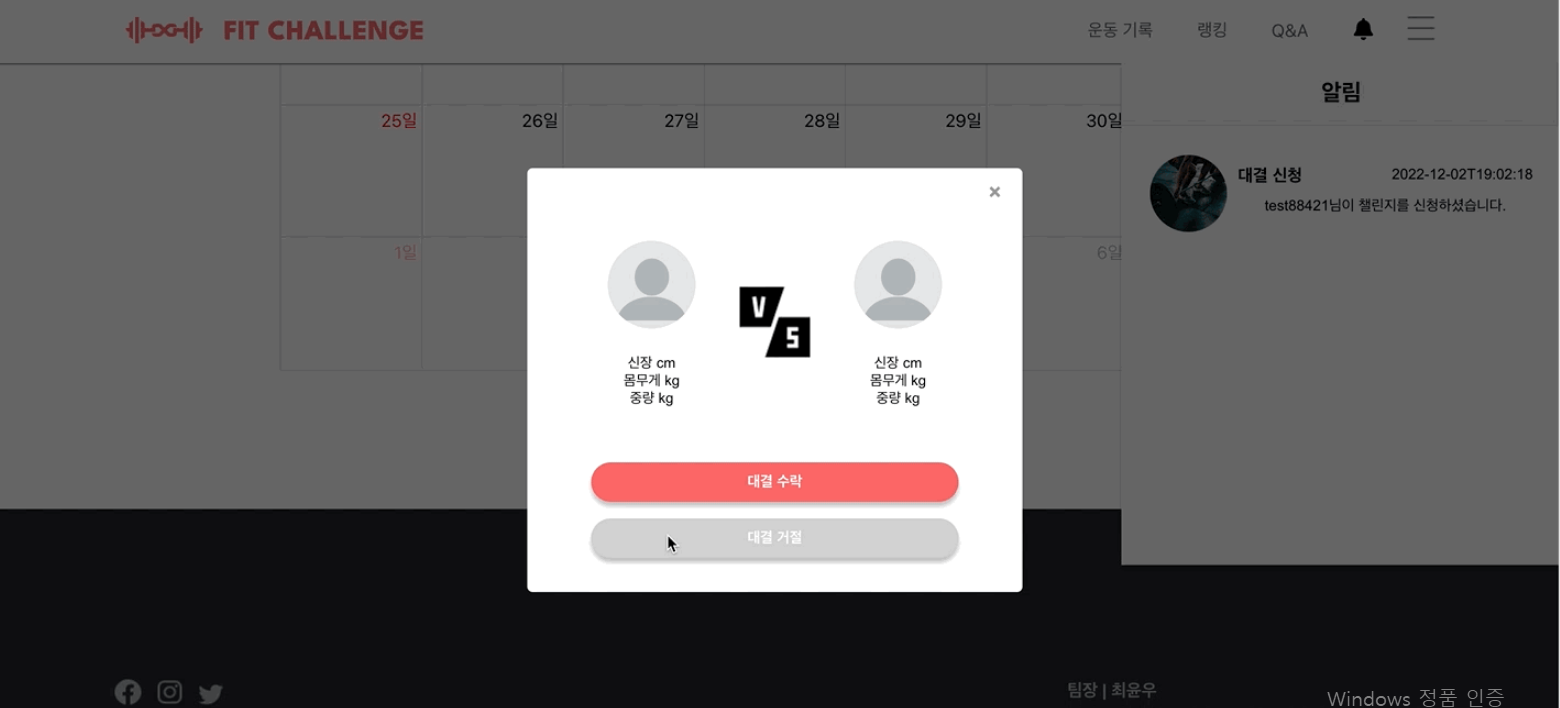 FIT CHALLENGE
운동 기록
랭킹
Q&A
알림
25일
26일
27일
28일
29일
30일
대결 신청
2022-12-02T19:02:18
test88421님이 챌린지를 신청하셨습니다.
1일
6일
×
VS
신장 cm
몸무게 kg
중량 kg
신장 cm
몸무게 kg
중량 kg
대결 수락
대결 거절
팀장 | 최윤우
Windows 정품 인증